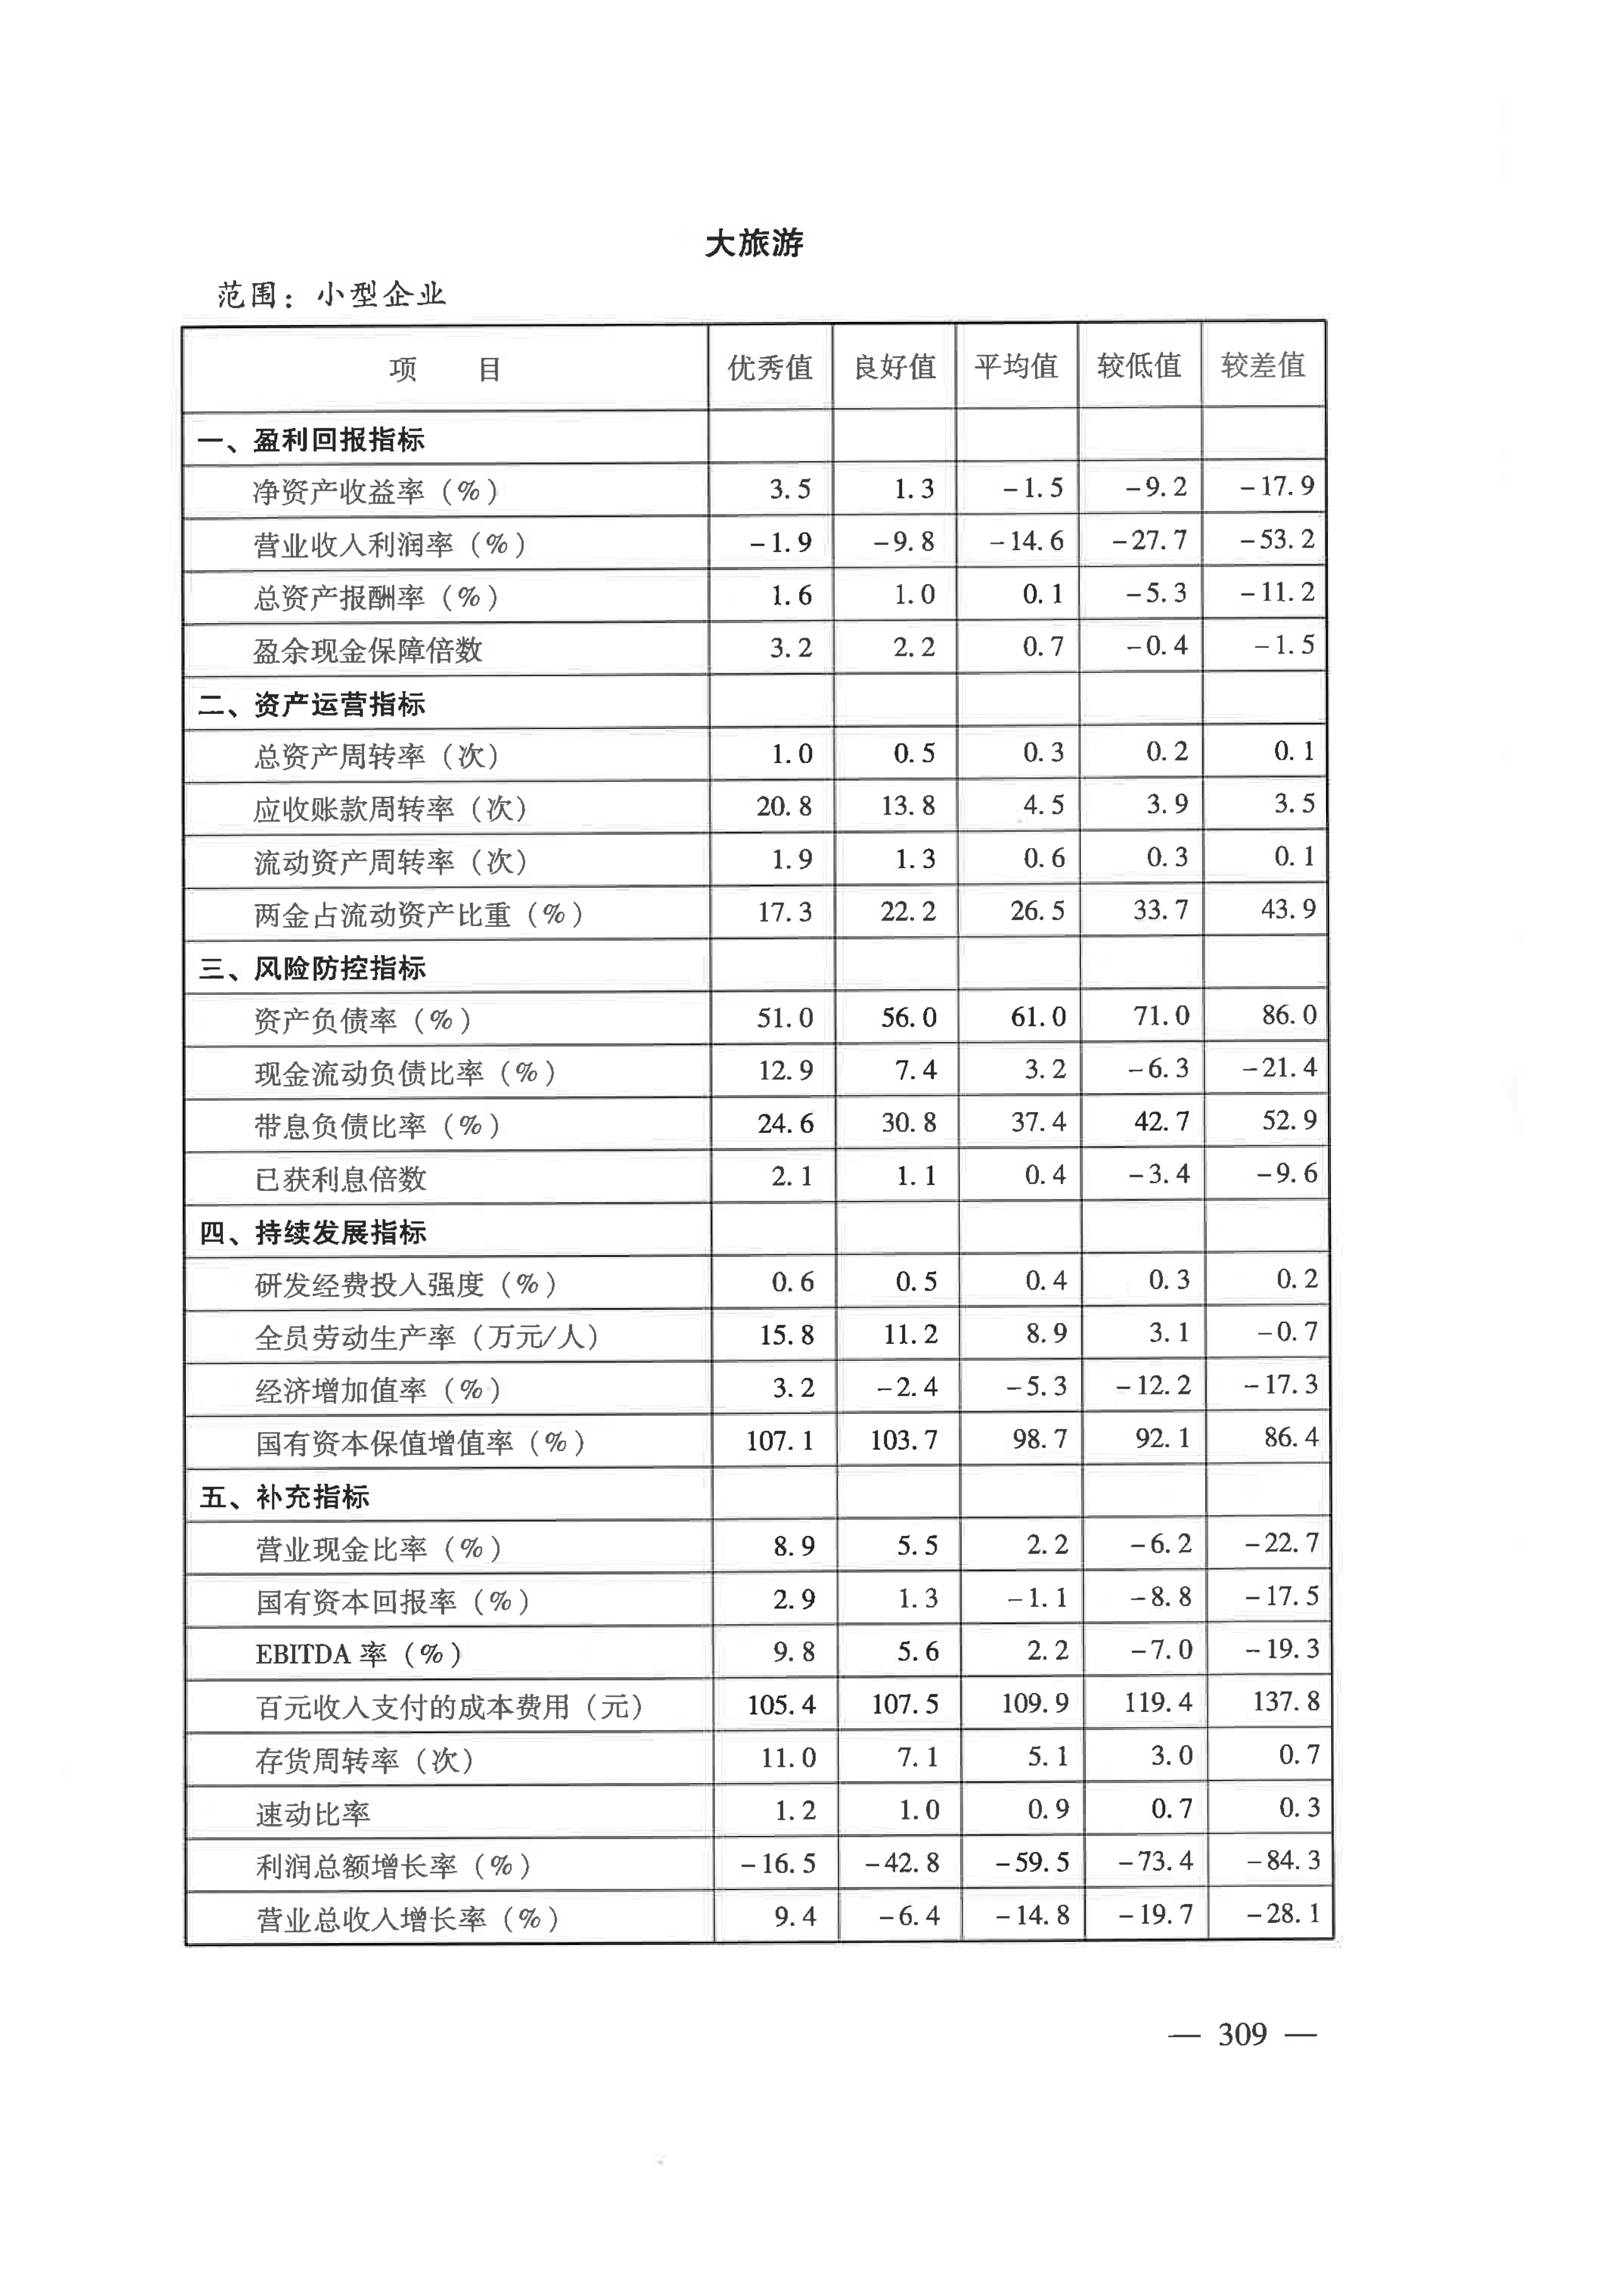 大旅游
范围：小型企业
项 目 优秀值 良好值 平均值 较低值 较差值
一、盈利回报指标
净资产收益率（%） 3.5 1.3 -1.5 -9.2 -17.9
营业收入利润率（%） -1.9 -9.8 -14.6 -27.7 -53.2
总资产报酬率（%） 1.6 1.0 0.1 -5.3 -11.2
盈余现金保障倍数 3.2 2.2 0.7 -0.4 -1.5
二、资产运营指标
总资产周转率（次） 1.0 0.5 0.3 0.2 0.1
应收账款周转率（次） 20.8 13.8 4.5 3.9 3.5
流动资产周转率（次） 1.9 1.3 0.6 0.3 0.1
两金占流动资产比重（%） 17.3 22.2 26.5 33.7 43.9
三、风险防控指标
资产负债率（%） 51.0 56.0 61.0 71.0 86.0
现金流动负债比率（%） 12.9 7.4 3.2 -6.3 -21.4
带息负债比率（%） 24.6 30.8 37.4 42.7 52.9
已获利息倍数 2.1 1.1 0.4 -3.4 -9.6
四、持续发展指标
研发经费投入强度（%） 0.6 0.5 0.4 0.3 0.2
全员劳动生产率（万元/人） 15.8 11.2 8.9 3.1 -0.7
经济增加值率（%） 3.2 -2.4 -5.3 -12.2 -17.3
国有资本保值增值率（%） 107.1 103.7 98.7 92.1 86.4
五、补充指标
营业现金比率（%） 8.9 5.5 2.2 -6.2 -22.7
国有资本回报率（%） 2.9 1.3 -1.1 -8.8 -17.5
EBITDA 率（%） 9.8 5.6 2.2 -7.0 -19.3
百元收入支付的成本费用（元） 105.4 107.5 109.9 119.4 137.8
存货周转率（次） 11.0 7.1 5.1 3.0 0.7
速动比率 1.2 1.0 0.9 0.7 0.3
利润总额增长率（%） -16.5 -42.8 -59.5 -73.4 -84.3
营业总收入增长率（%） 9.4 -6.4 -14.8 -19.7 -28.1
— 309 —